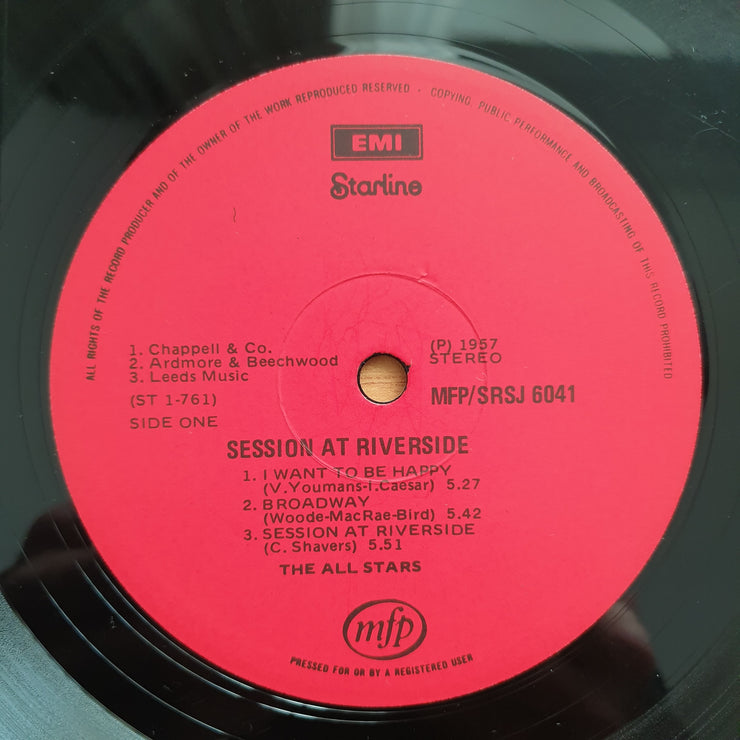 ALL RIGHTS OF THE RECORD PRODUCER AND OF THE OWNER OF THE WORK REPRODUCED RESERVED · COPYING, PUBLIC PERFORMANCE AND BROADCASTING OF THIS RECORD PROHIBITED
EMI
Starline
1. Chappell & Co.
2. Ardmore & Beechwood
3. Leeds Music
(ST 1-761)
SIDE ONE
(P) 1957
STEREO
MFP/SRSJ 6041
SESSION AT RIVERSIDE
1. I WANT TO BE HAPPY
(V.Youmans-I.Caesar) 5.27
2. BROADWAY
(Woode-MacRae-Bird) 5.42
3. SESSION AT RIVERSIDE
(C. Shavers) 5.51
THE ALL STARS
mfp
PRESSED FOR OR BY A REGISTERED USER